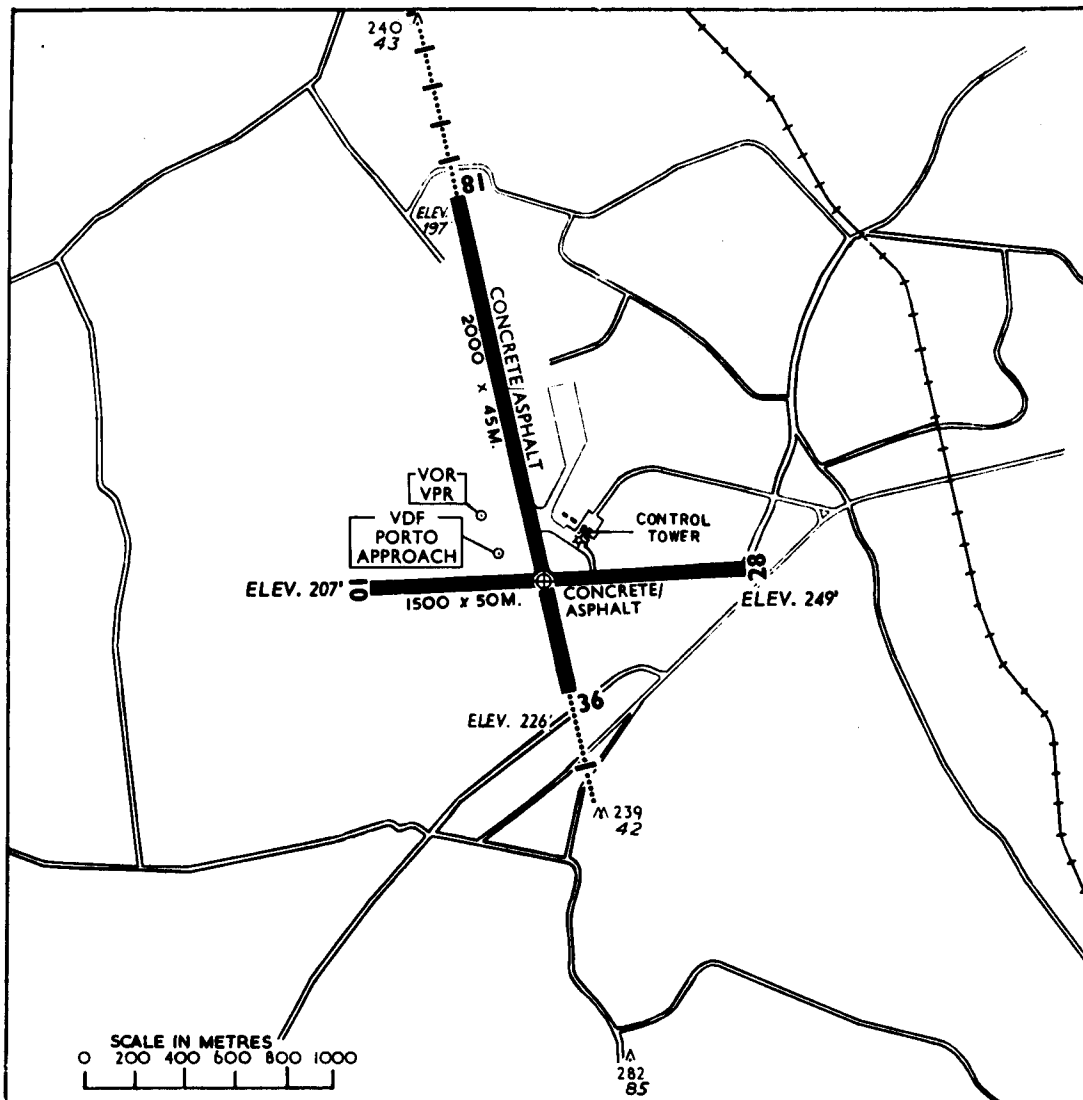 240
43
18
ELEV.
197'
CONCRETE/ASPHALT
2000 x 45M.
VOR
VPR
VDF
PORTO
APPROACH
CONTROL
TOWER
ELEV. 207'
10
1500 x 50M.
CONCRETE/
ASPHALT
28
ELEV. 249'
36
ELEV. 226'
239
42
SCALE IN METRES
0 200 400 600 800 1000
282
85